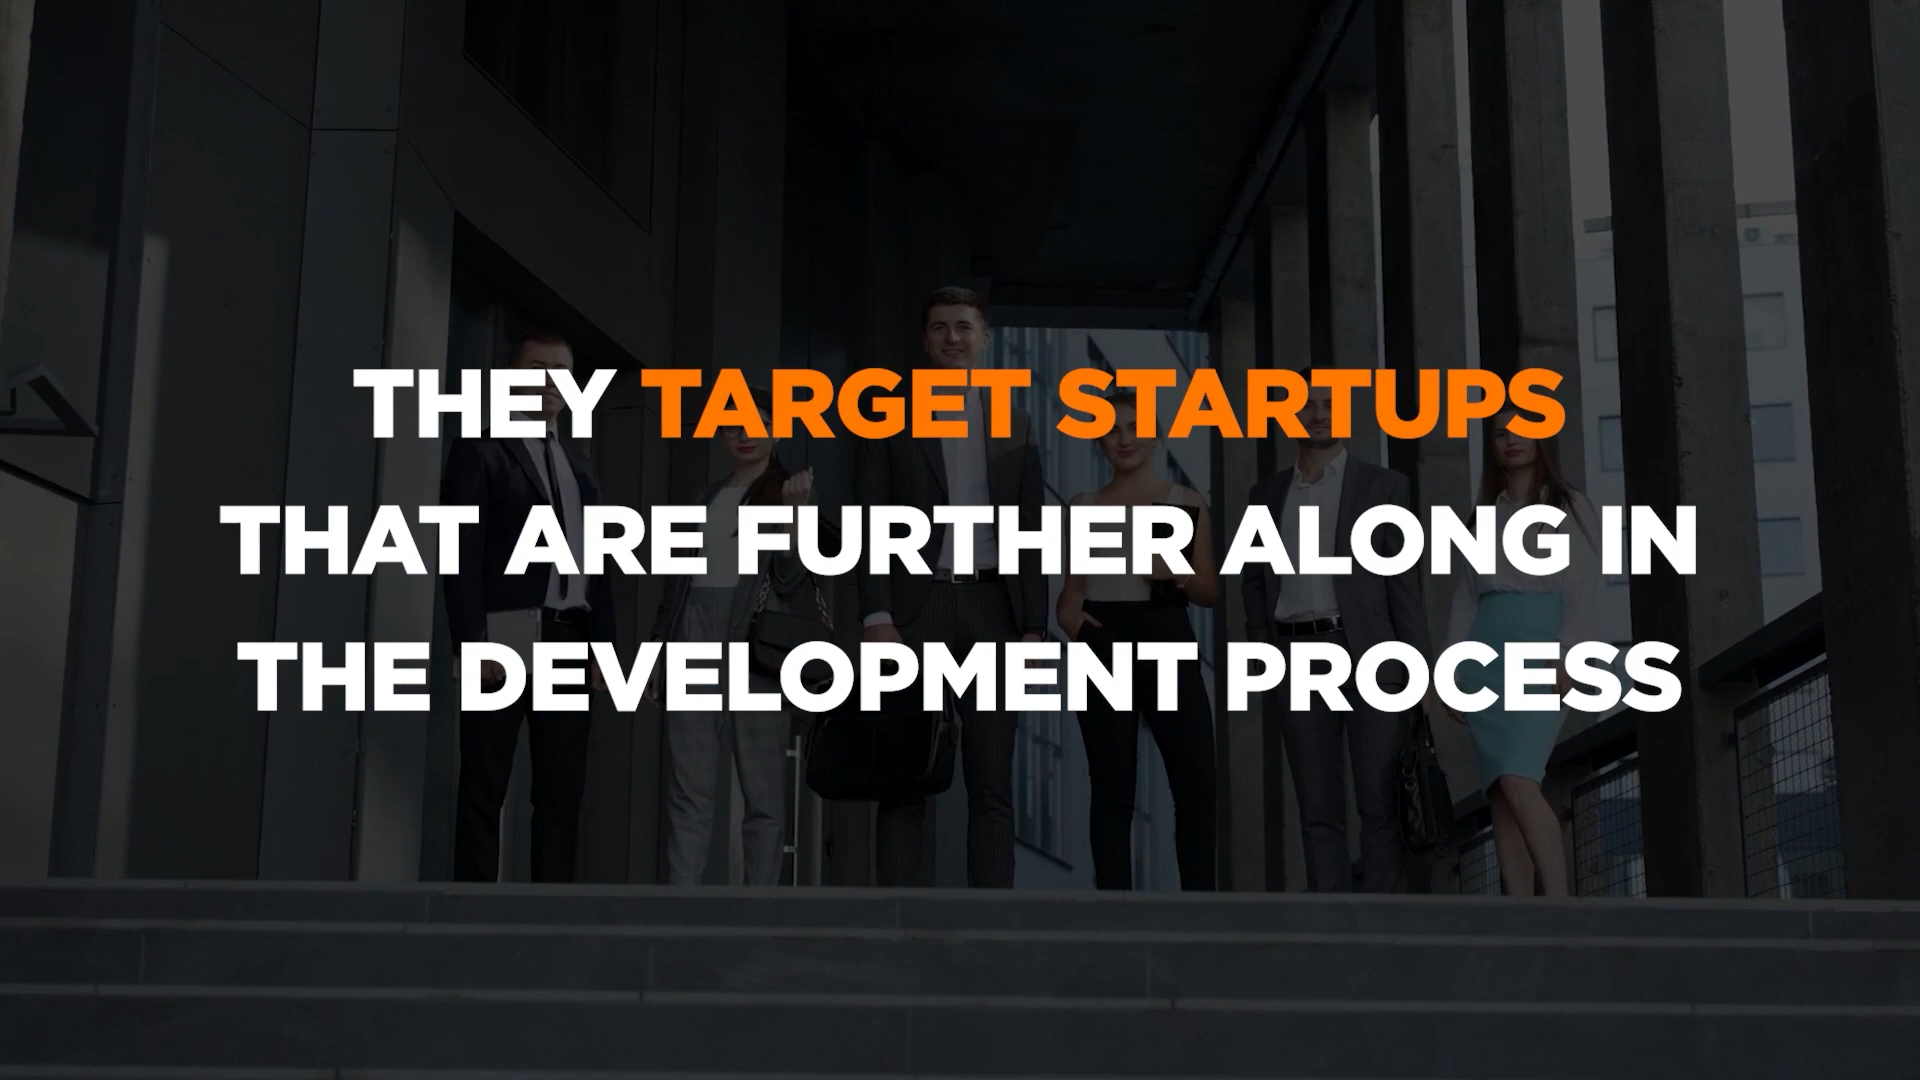 THEY TARGET STARTUPS
THAT ARE FURTHER ALONG IN
THE DEVELOPMENT PROCESS